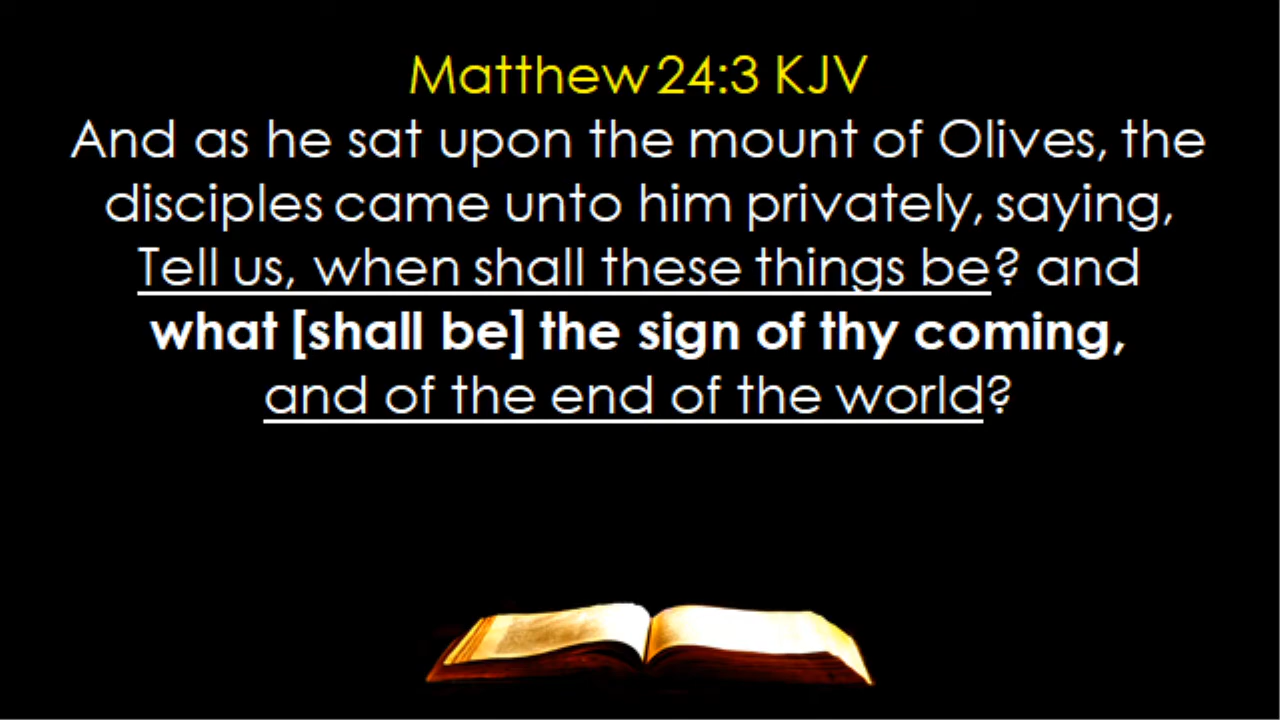 Matthew 24:3 KJV
And as he sat upon the mount of Olives, the
disciples came unto him privately, saying,
Tell us, when shall these things be? and
what [shall be] the sign of thy coming,
and of the end of the world?